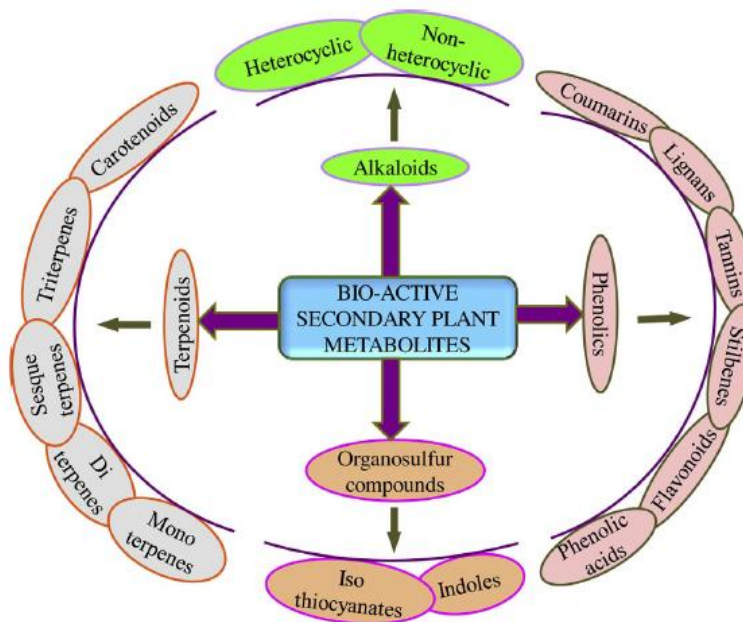 Heterocyclic
Non-
heterocyclic
Carotenoids
Triterpenes
Sesque
terpenes
Di
terpenes
Mono
terpenes
Terpenoids
Alkaloids
BIO-ACTIVE
SECONDARY PLANT
METABOLITES
Organosulfur
compounds
Iso
thiocyanates
Indoles
Phenolics
Coumarins
Lignans
Tannins
Stilbenes
Flavonoids
Phenolic
acids